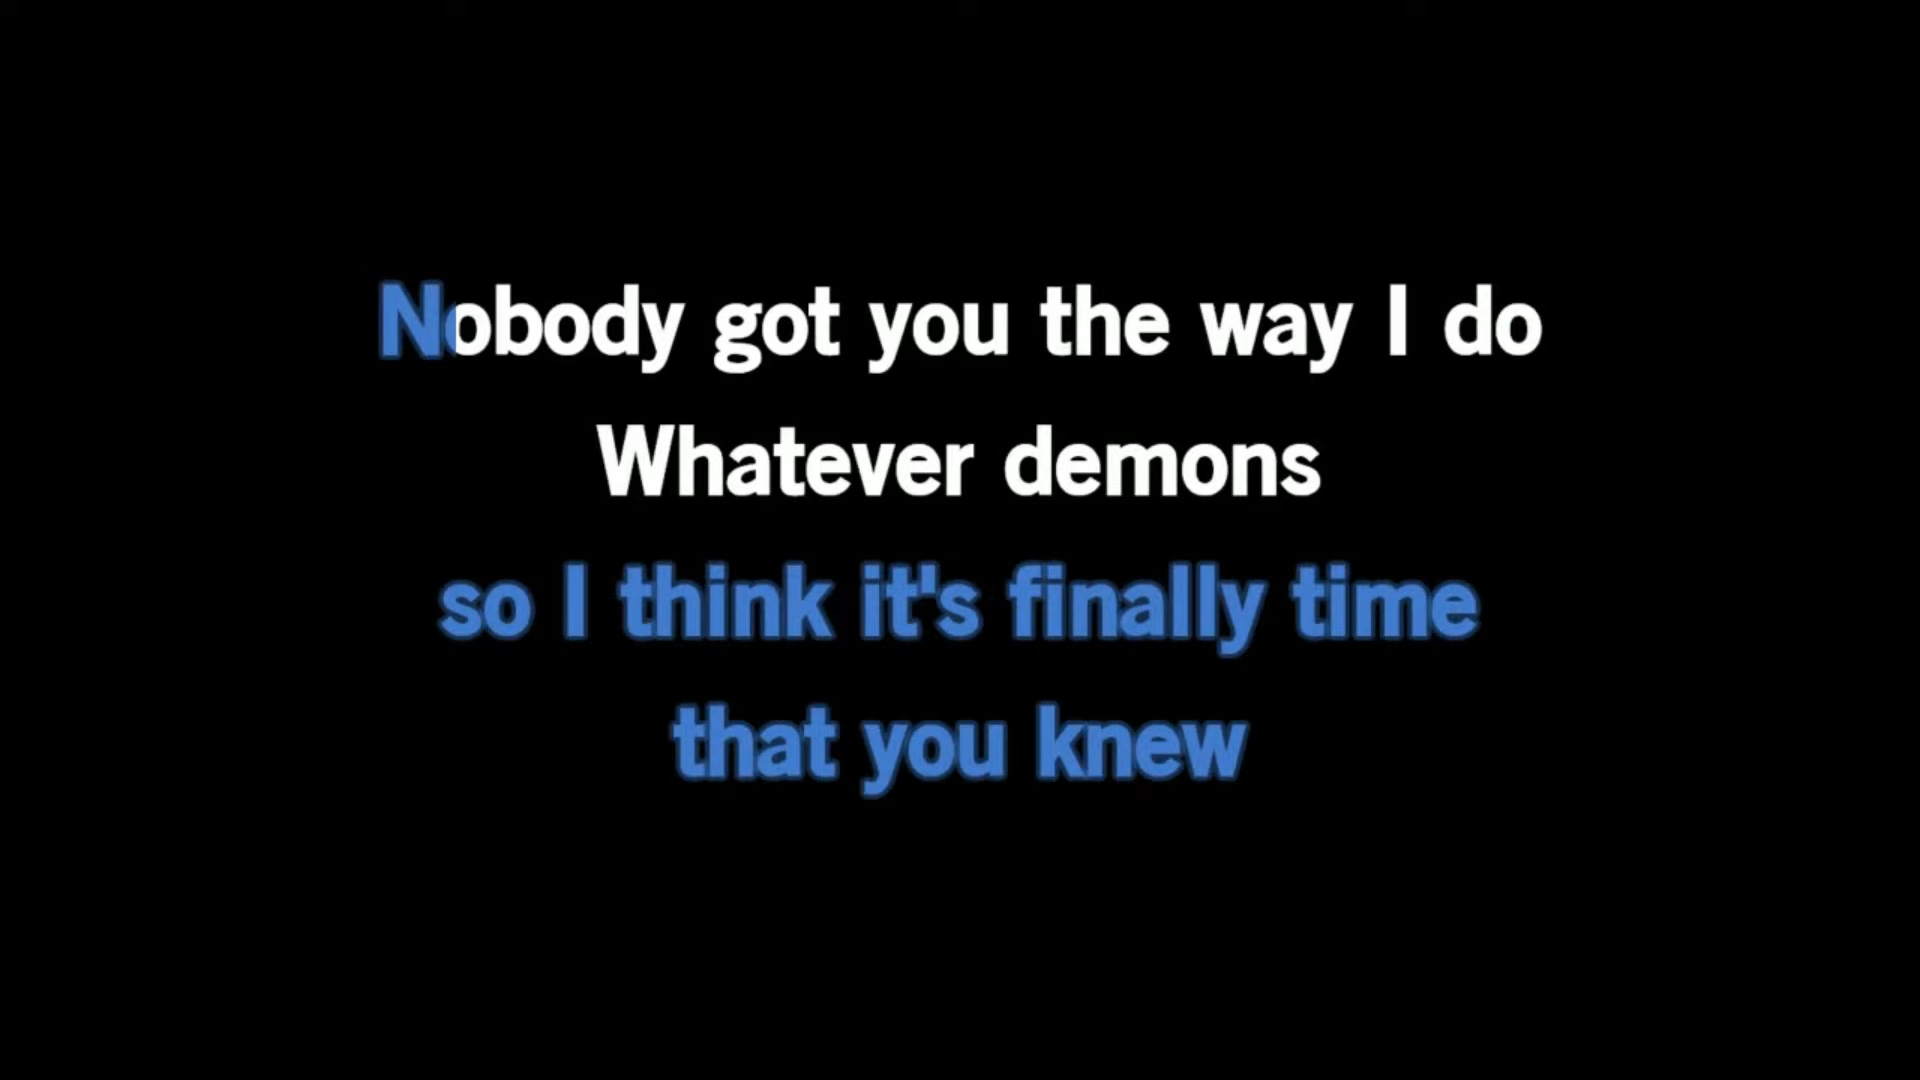 Nobody got you the way I do
Whatever demons
so I think it's finally time
that you knew